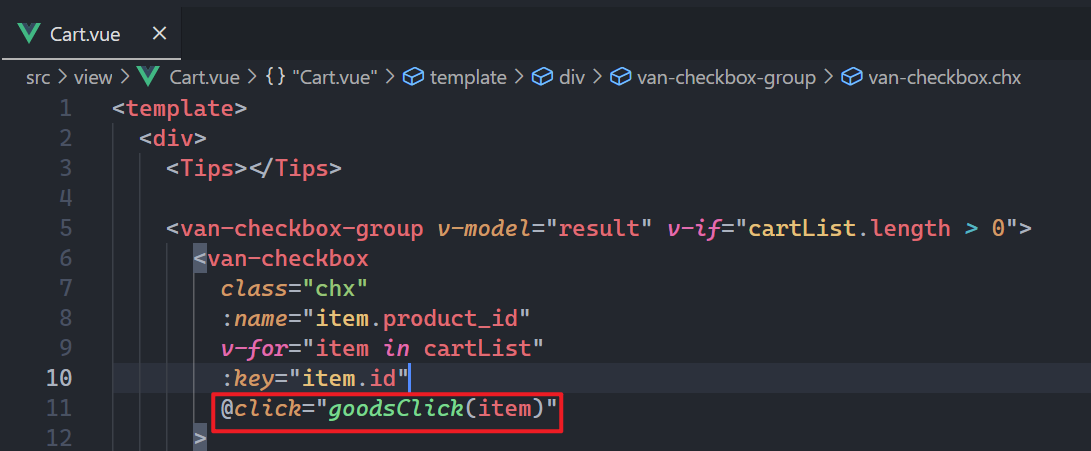 Cart.vue ×
src > view > Cart.vue > {} "Cart.vue" > template > div > van-checkbox-group > van-checkbox.chx
1 <template>
2 <div>
3 <Tips></Tips>
4
5 <van-checkbox-group v-model="result" v-if="cartList.length > 0">
6 <van-checkbox
7 class="chx"
8 :name="item.product_id"
9 v-for="item in cartList"
10 :key="item.id"
11 @click="goodsClick(item)"
12 >